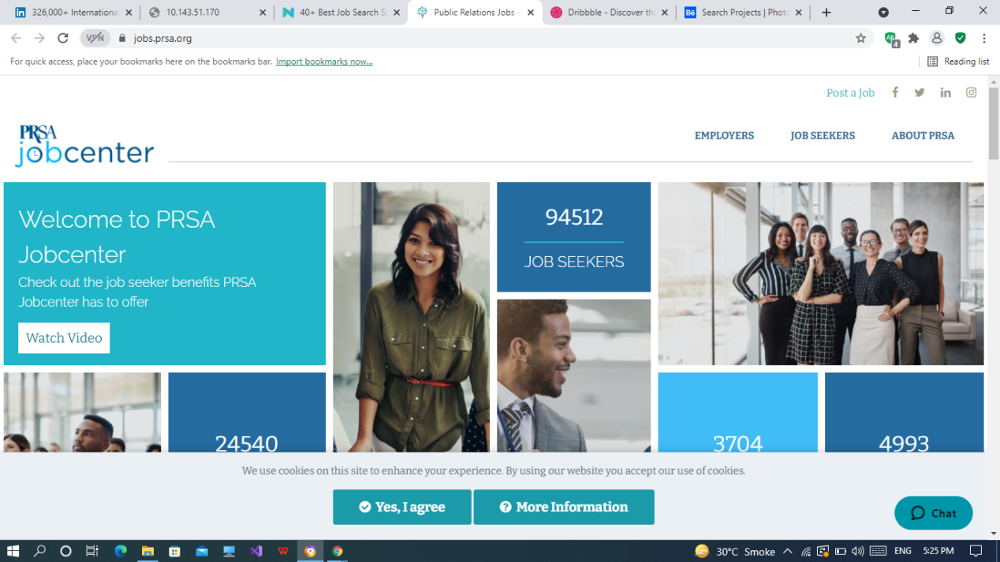 326,000+ Internationa
10.143.51.170
40+ Best Job Search S
Public Relations Jobs -
Dribbble - Discover th
Bē Search Projects | Photo
VPN
jobs.prsa.org
4
For quick access, place your bookmarks here on the bookmarks bar. Import bookmarks now...
Reading list
Post a Job
PRSA
jobcenter
EMPLOYERS
JOB SEEKERS
ABOUT PRSA
Welcome to PRSA
Jobcenter
Check out the job seeker benefits PRSA
Jobcenter has to offer
Watch Video
94512
JOB SEEKERS
24540
3704
4993
We use cookies on this site to enhance your experience. By using our website you accept our use of cookies.
Yes, I agree
More Information
Chat
30°C Smoke
ENG
5:25 PM